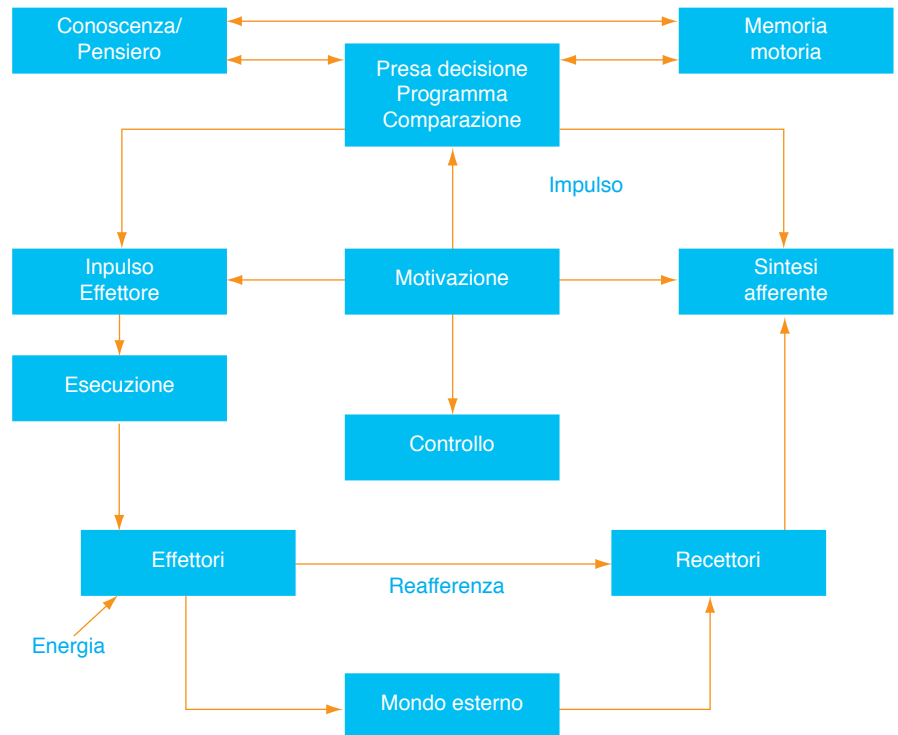 Conoscenza/
Pensiero
Memoria
motoria
Presa decisione
Programma
Comparazione
Impulso
Inpulso
Effettore
Motivazione
Sintesi
afferente
Esecuzione
Controllo
Effettori
Recettori
Reafferenza
Energia
Mondo esterno